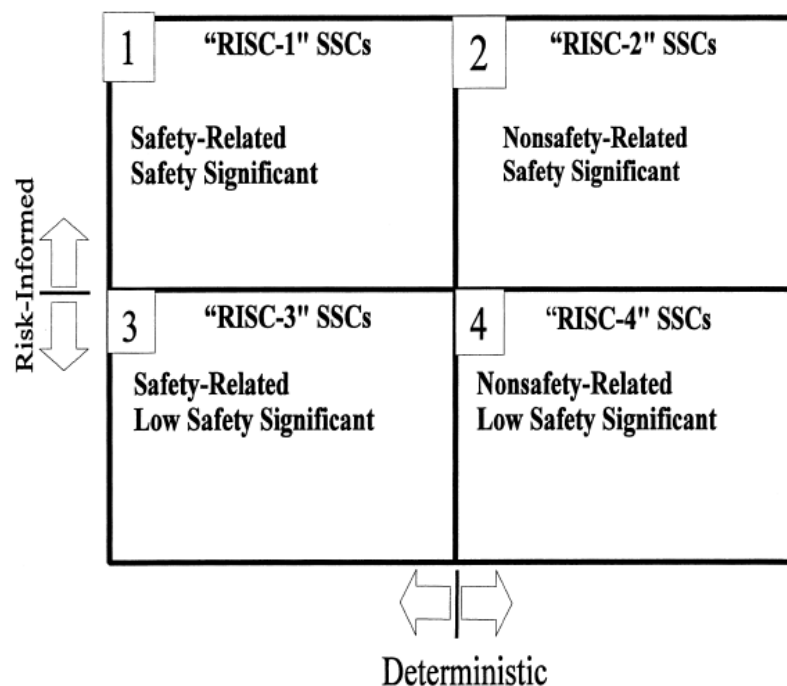 1
“RISC-1" SSCs
Safety-Related
Safety Significant
2
“RISC-2" SSCs
Nonsafety-Related
Safety Significant
Risk-Informed
3
“RISC-3" SSCs
Safety-Related
Low Safety Significant
4
“RISC-4" SSCs
Nonsafety-Related
Low Safety Significant
Deterministic